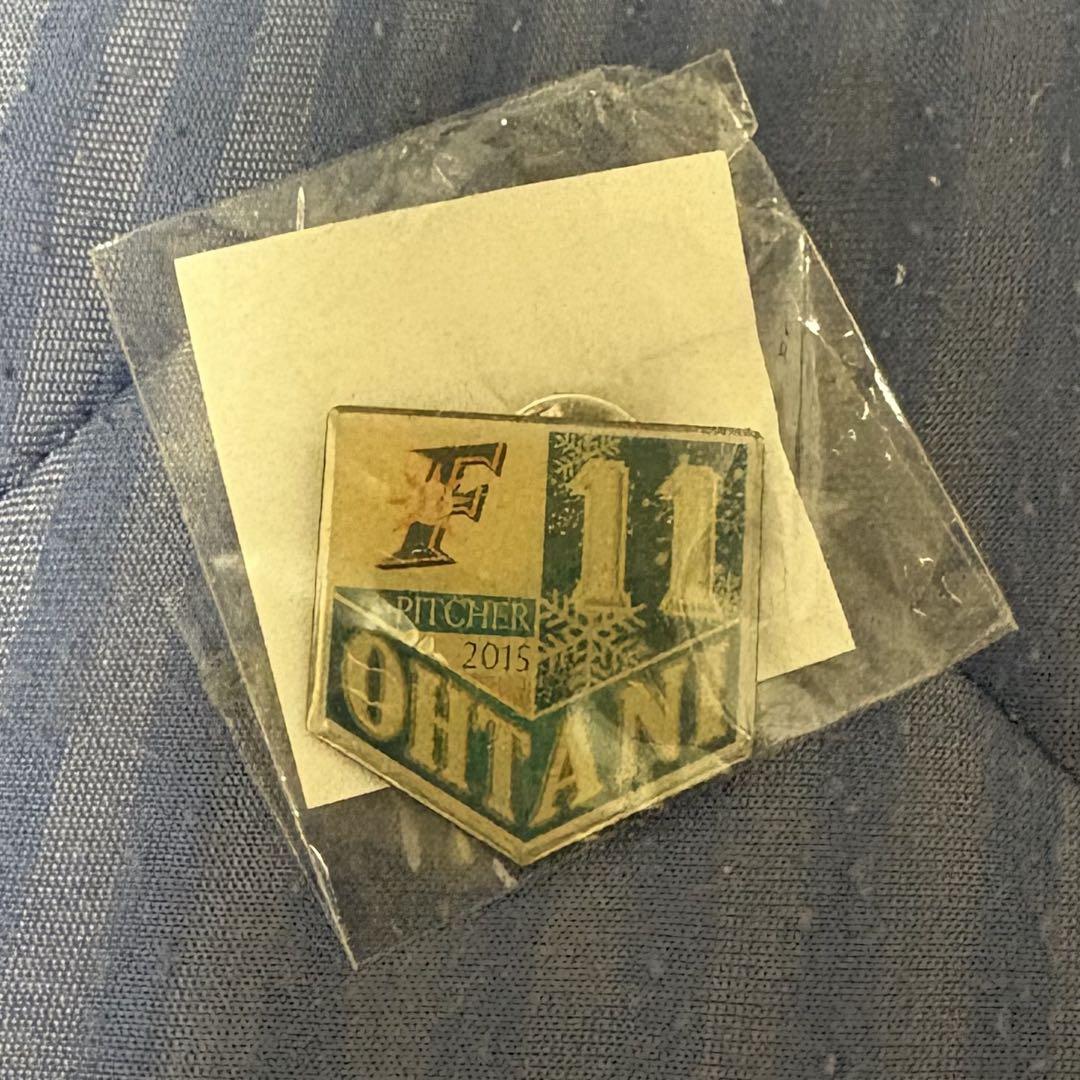 F
11
PITCHER
2015
OHTANI